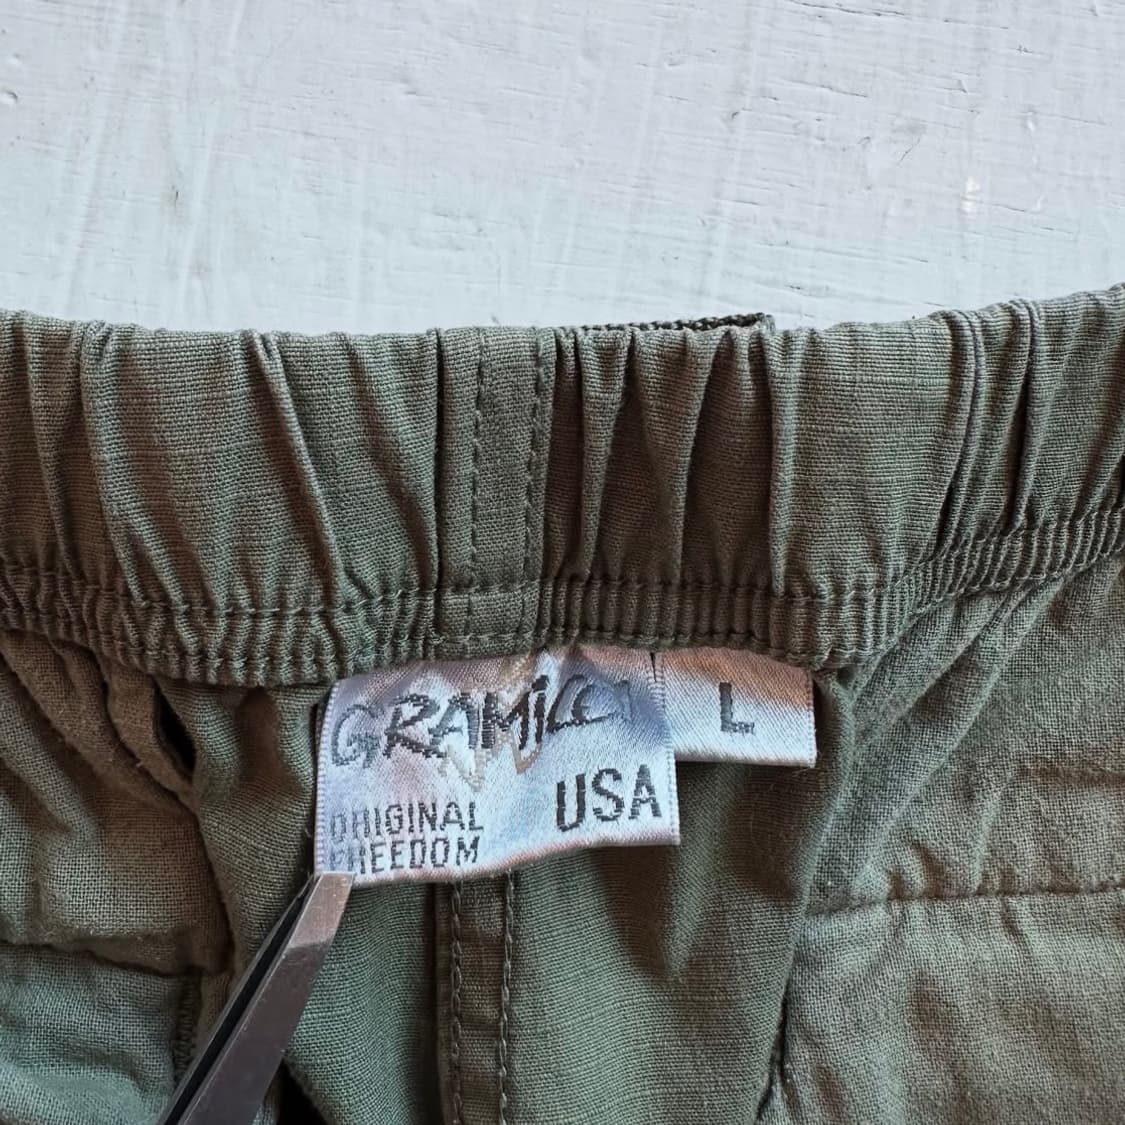 GRAMiCCi
USA
L
ORIGINAL
FREEDOM